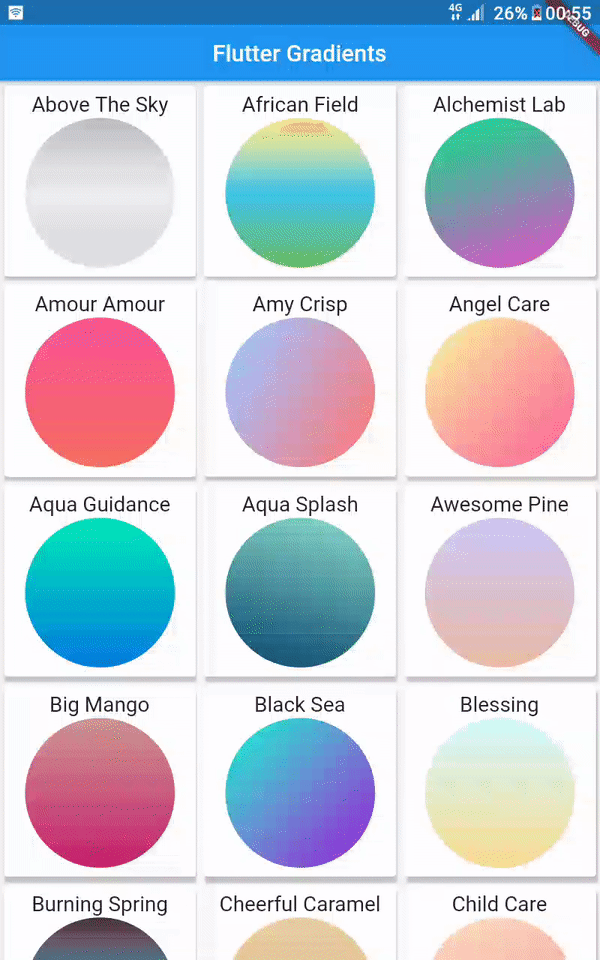 4G 26% 00:55
DEBUG
Flutter Gradients
Above The Sky African Field Alchemist Lab
Amour Amour Amy Crisp Angel Care
Aqua Guidance Aqua Splash Awesome Pine
Big Mango Black Sea Blessing
Burning Spring Cheerful Caramel Child Care